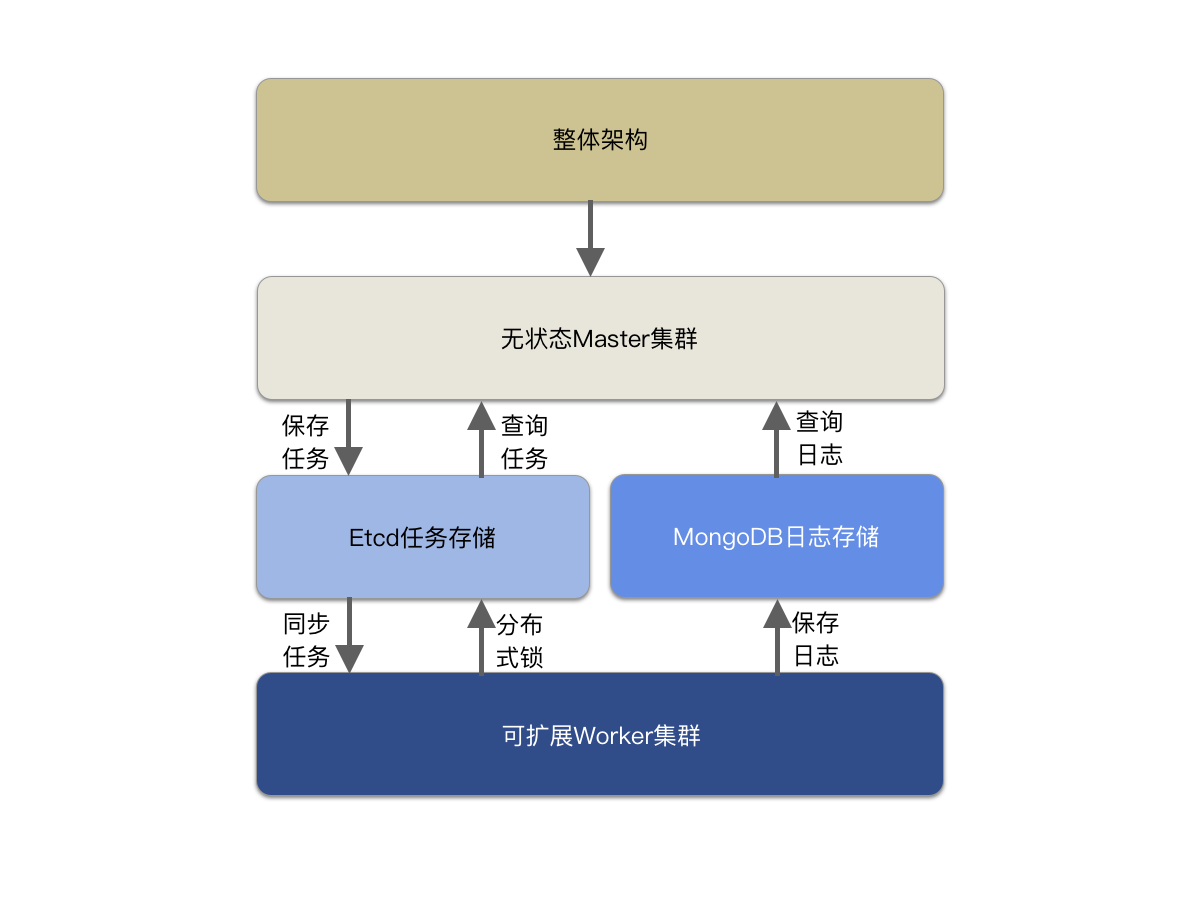 整体架构
无状态Master集群
保存
任务
查询
任务
查询
日志
Etcd任务存储
MongoDB日志存储
同步
任务
分布
式锁
保存
日志
可扩展Worker集群